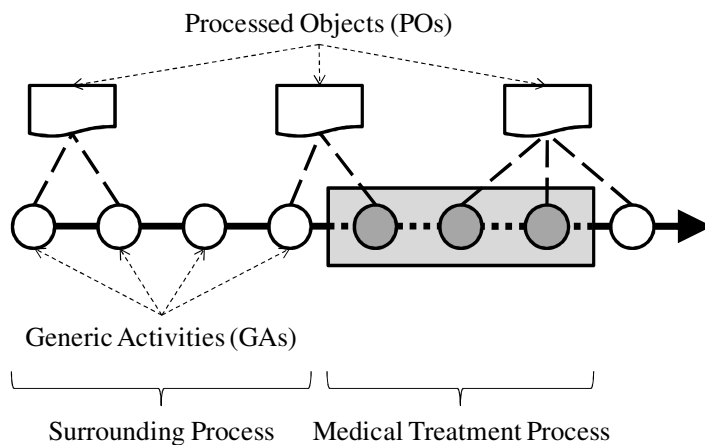 Processed Objects (POs)
Generic Activities (GAs)
Surrounding Process
Medical Treatment Process